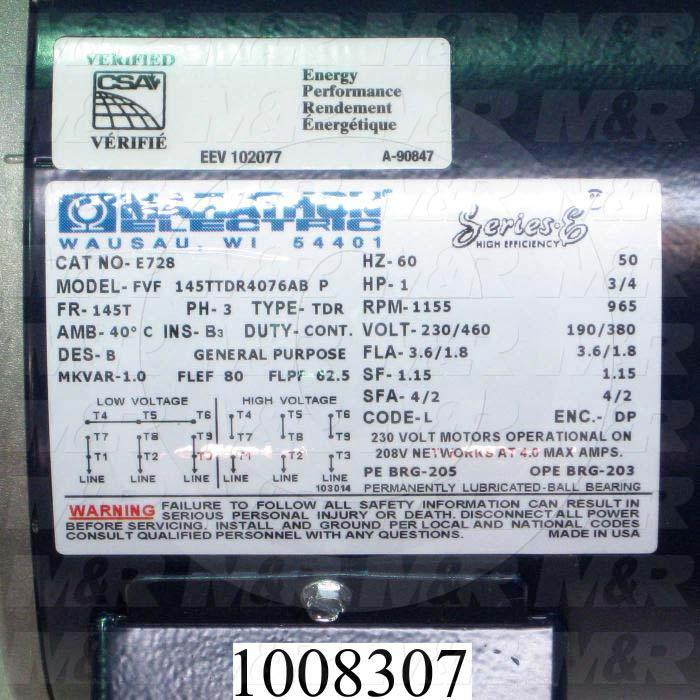 VERIFIED
CSA
VÉRIFIÉ
Energy
Performance
Rendement
Énergétique
EEV 102077 A-90847
MARATHON®
ELECTRIC
WAUSAU, WI 54401
Series-E
HIGH EFFICIENCY
CAT NO- E728
MODEL- FVF 145TTDR4076AB P
FR- 145T PH- 3 TYPE- TDR
AMB- 40° C INS- B3 DUTY- CONT.
DES- B GENERAL PURPOSE
MKVAR-1.0 FLEF 80 FLPF 62.5
HZ- 60 50
HP- 1 3/4
RPM- 1155 965
VOLT- 230/460 190/380
FLA- 3.6/1.8 3.6/1.8
SF- 1.15 1.15
SFA- 4/2 4/2
CODE- L ENC.- DP
LOW VOLTAGE HIGH VOLTAGE
T4 T5 T6 T4 T5 T6
T7 T8 T9 T7 T8 T9
T1 T2 T3 T1 T2 T3
LINE LINE LINE LINE LINE LINE
103014
230 VOLT MOTORS OPERATIONAL ON
208V NETWORKS AT 4.0 MAX AMPS.
PE BRG-205 OPE BRG-203
PERMANENTLY LUBRICATED-BALL BEARING
WARNING FAILURE TO FOLLOW ALL SAFETY INFORMATION CAN RESULT IN
SERIOUS PERSONAL INJURY OR DEATH. DISCONNECT ALL POWER
BEFORE SERVICING. INSTALL AND GROUND PER LOCAL AND NATIONAL CODES
CONSULT QUALIFIED PERSONNEL WITH ANY QUESTIONS. MADE IN USA
1008307
M&R